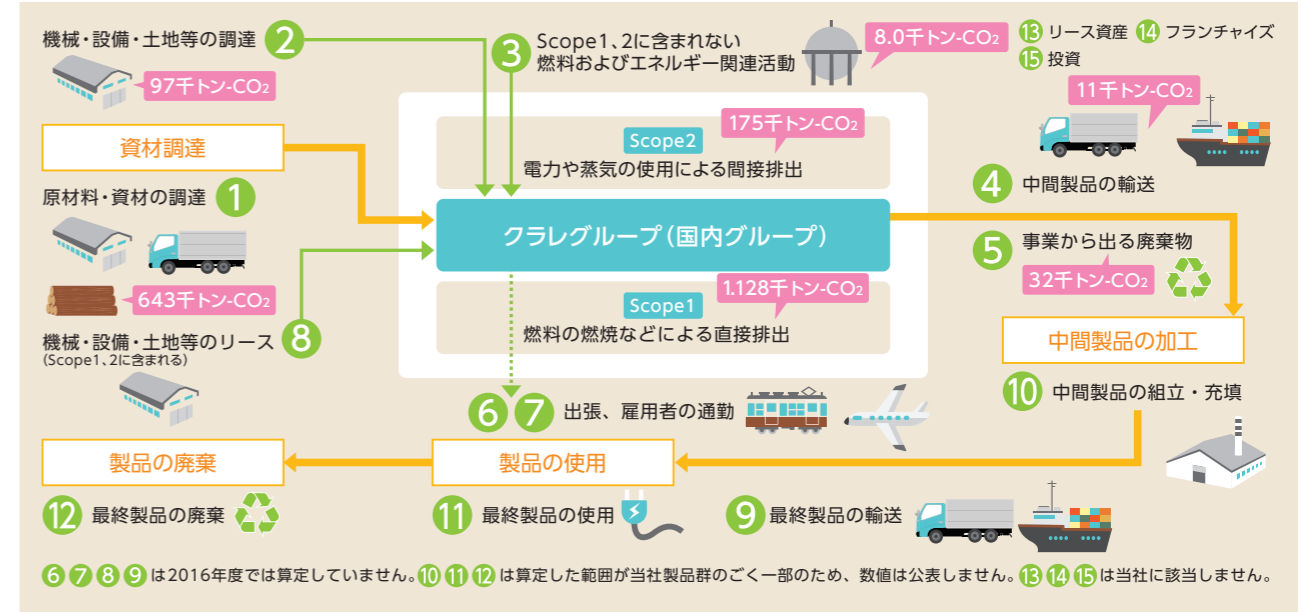 機械・設備・土地等の調達 ②
97千トン-CO₂
③ Scope1、2に含まれない
燃料およびエネルギー関連活動
8.0千トン-CO₂
⑬ リース資産 ⑭ フランチャイズ
⑮ 投資
11千トン-CO₂
資材調達
原材料・資材の調達 ①
643千トン-CO₂
機械・設備・土地等のリース ⑧
(Scope1、2に含まれる)
175千トン-CO₂
Scope2
電力や蒸気の使用による間接排出
クラレグループ(国内グループ)
1.128千トン-CO₂
Scope1
燃料の燃焼などによる直接排出
④ 中間製品の輸送
⑤ 事業から出る廃棄物
32千トン-CO₂
中間製品の加工
⑩ 中間製品の組立・充填
⑥ ⑦ 出張、雇用者の通勤
製品の廃棄
製品の使用
⑫ 最終製品の廃棄
⑪ 最終製品の使用
⑨ 最終製品の輸送
⑥ ⑦ ⑧ ⑨ は2016年度では算定していません。⑩ ⑪ ⑫ は算定した範囲が当社製品群のごく一部のため、数値は公表しません。⑬ ⑭ ⑮ は当社に該当しません。